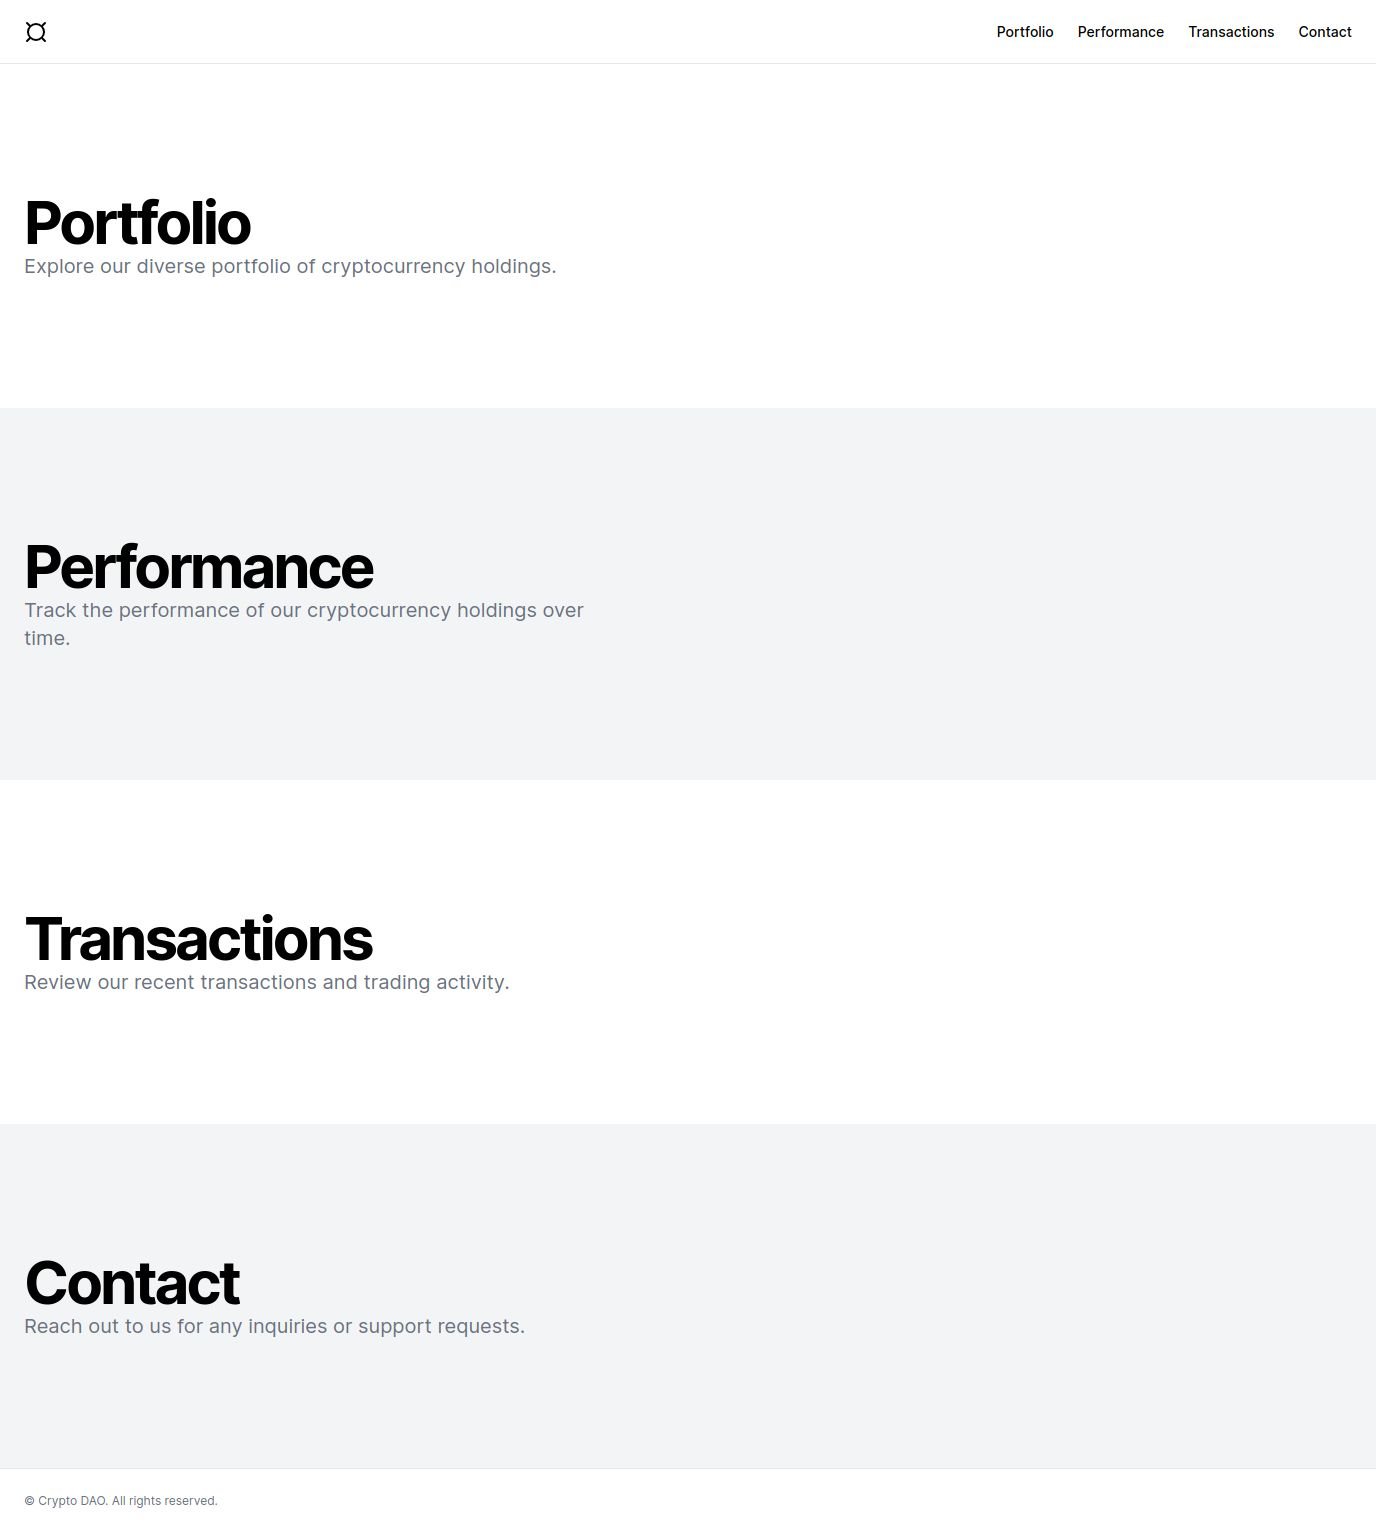 Portfolio Performance Transactions Contact
Portfolio
Explore our diverse portfolio of cryptocurrency holdings.
Performance
Track the performance of our cryptocurrency holdings over
time.
Transactions
Review our recent transactions and trading activity.
Contact
Reach out to us for any inquiries or support requests.
© Crypto DAO. All rights reserved.